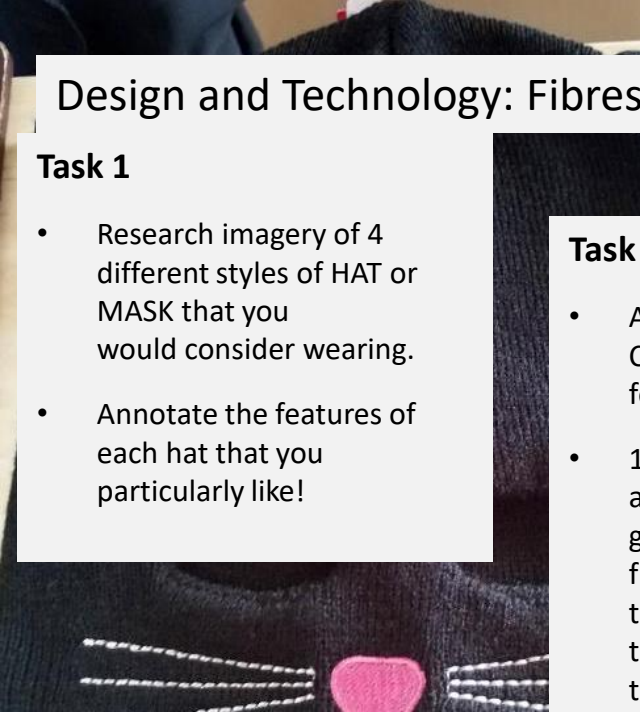 Design and Technology: Fibres
Task 1
• Research imagery of 4
different styles of HAT or
MASK that you
would consider wearing.
• Annotate the features of
each hat that you
particularly like!
Task